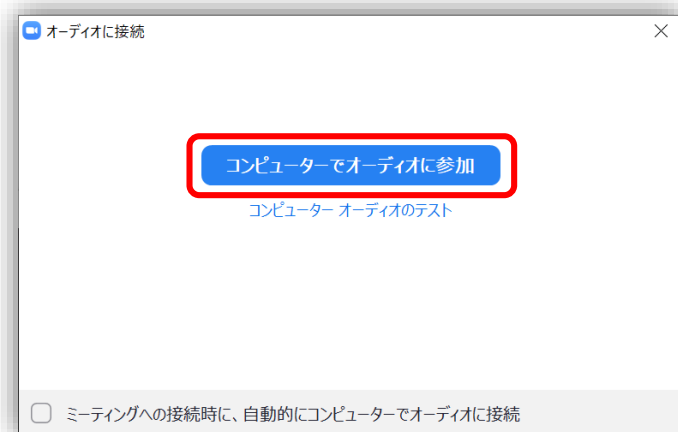 オーディオに接続
コンピューターでオーディオに参加
コンピューター オーディオのテスト
ミーティングへの接続時に、自動的にコンピューターでオーディオに接続